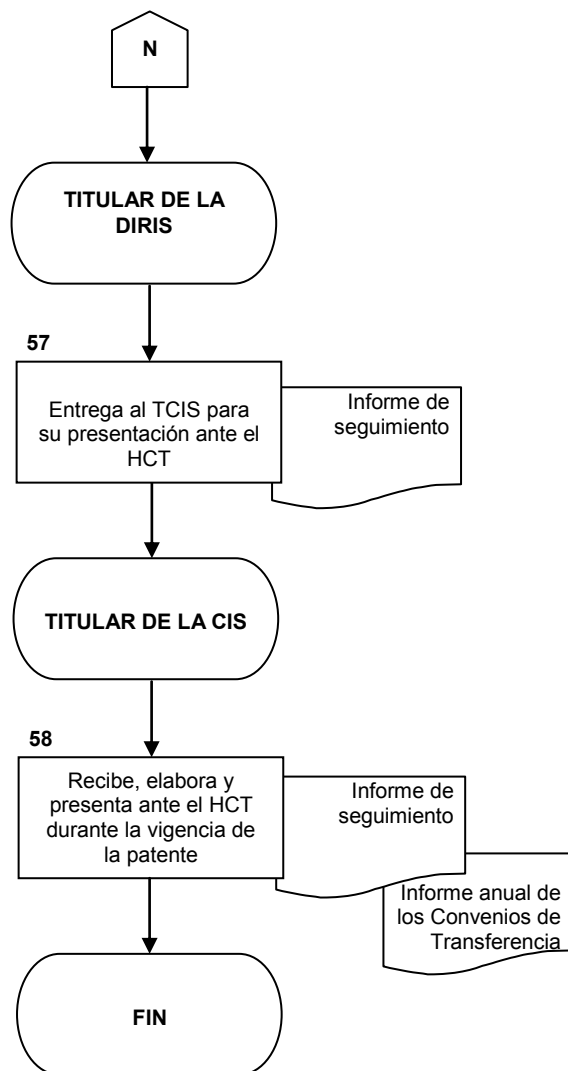 N
TITULAR DE LA
DIRIS
57
Entrega al TCIS para
su presentación ante el
HCT
Informe de
seguimiento
TITULAR DE LA CIS
58
Recibe, elabora y
presenta ante el HCT
durante la vigencia de
la patente
Informe de
seguimiento
Informe anual de
los Convenios de
Transferencia
FIN